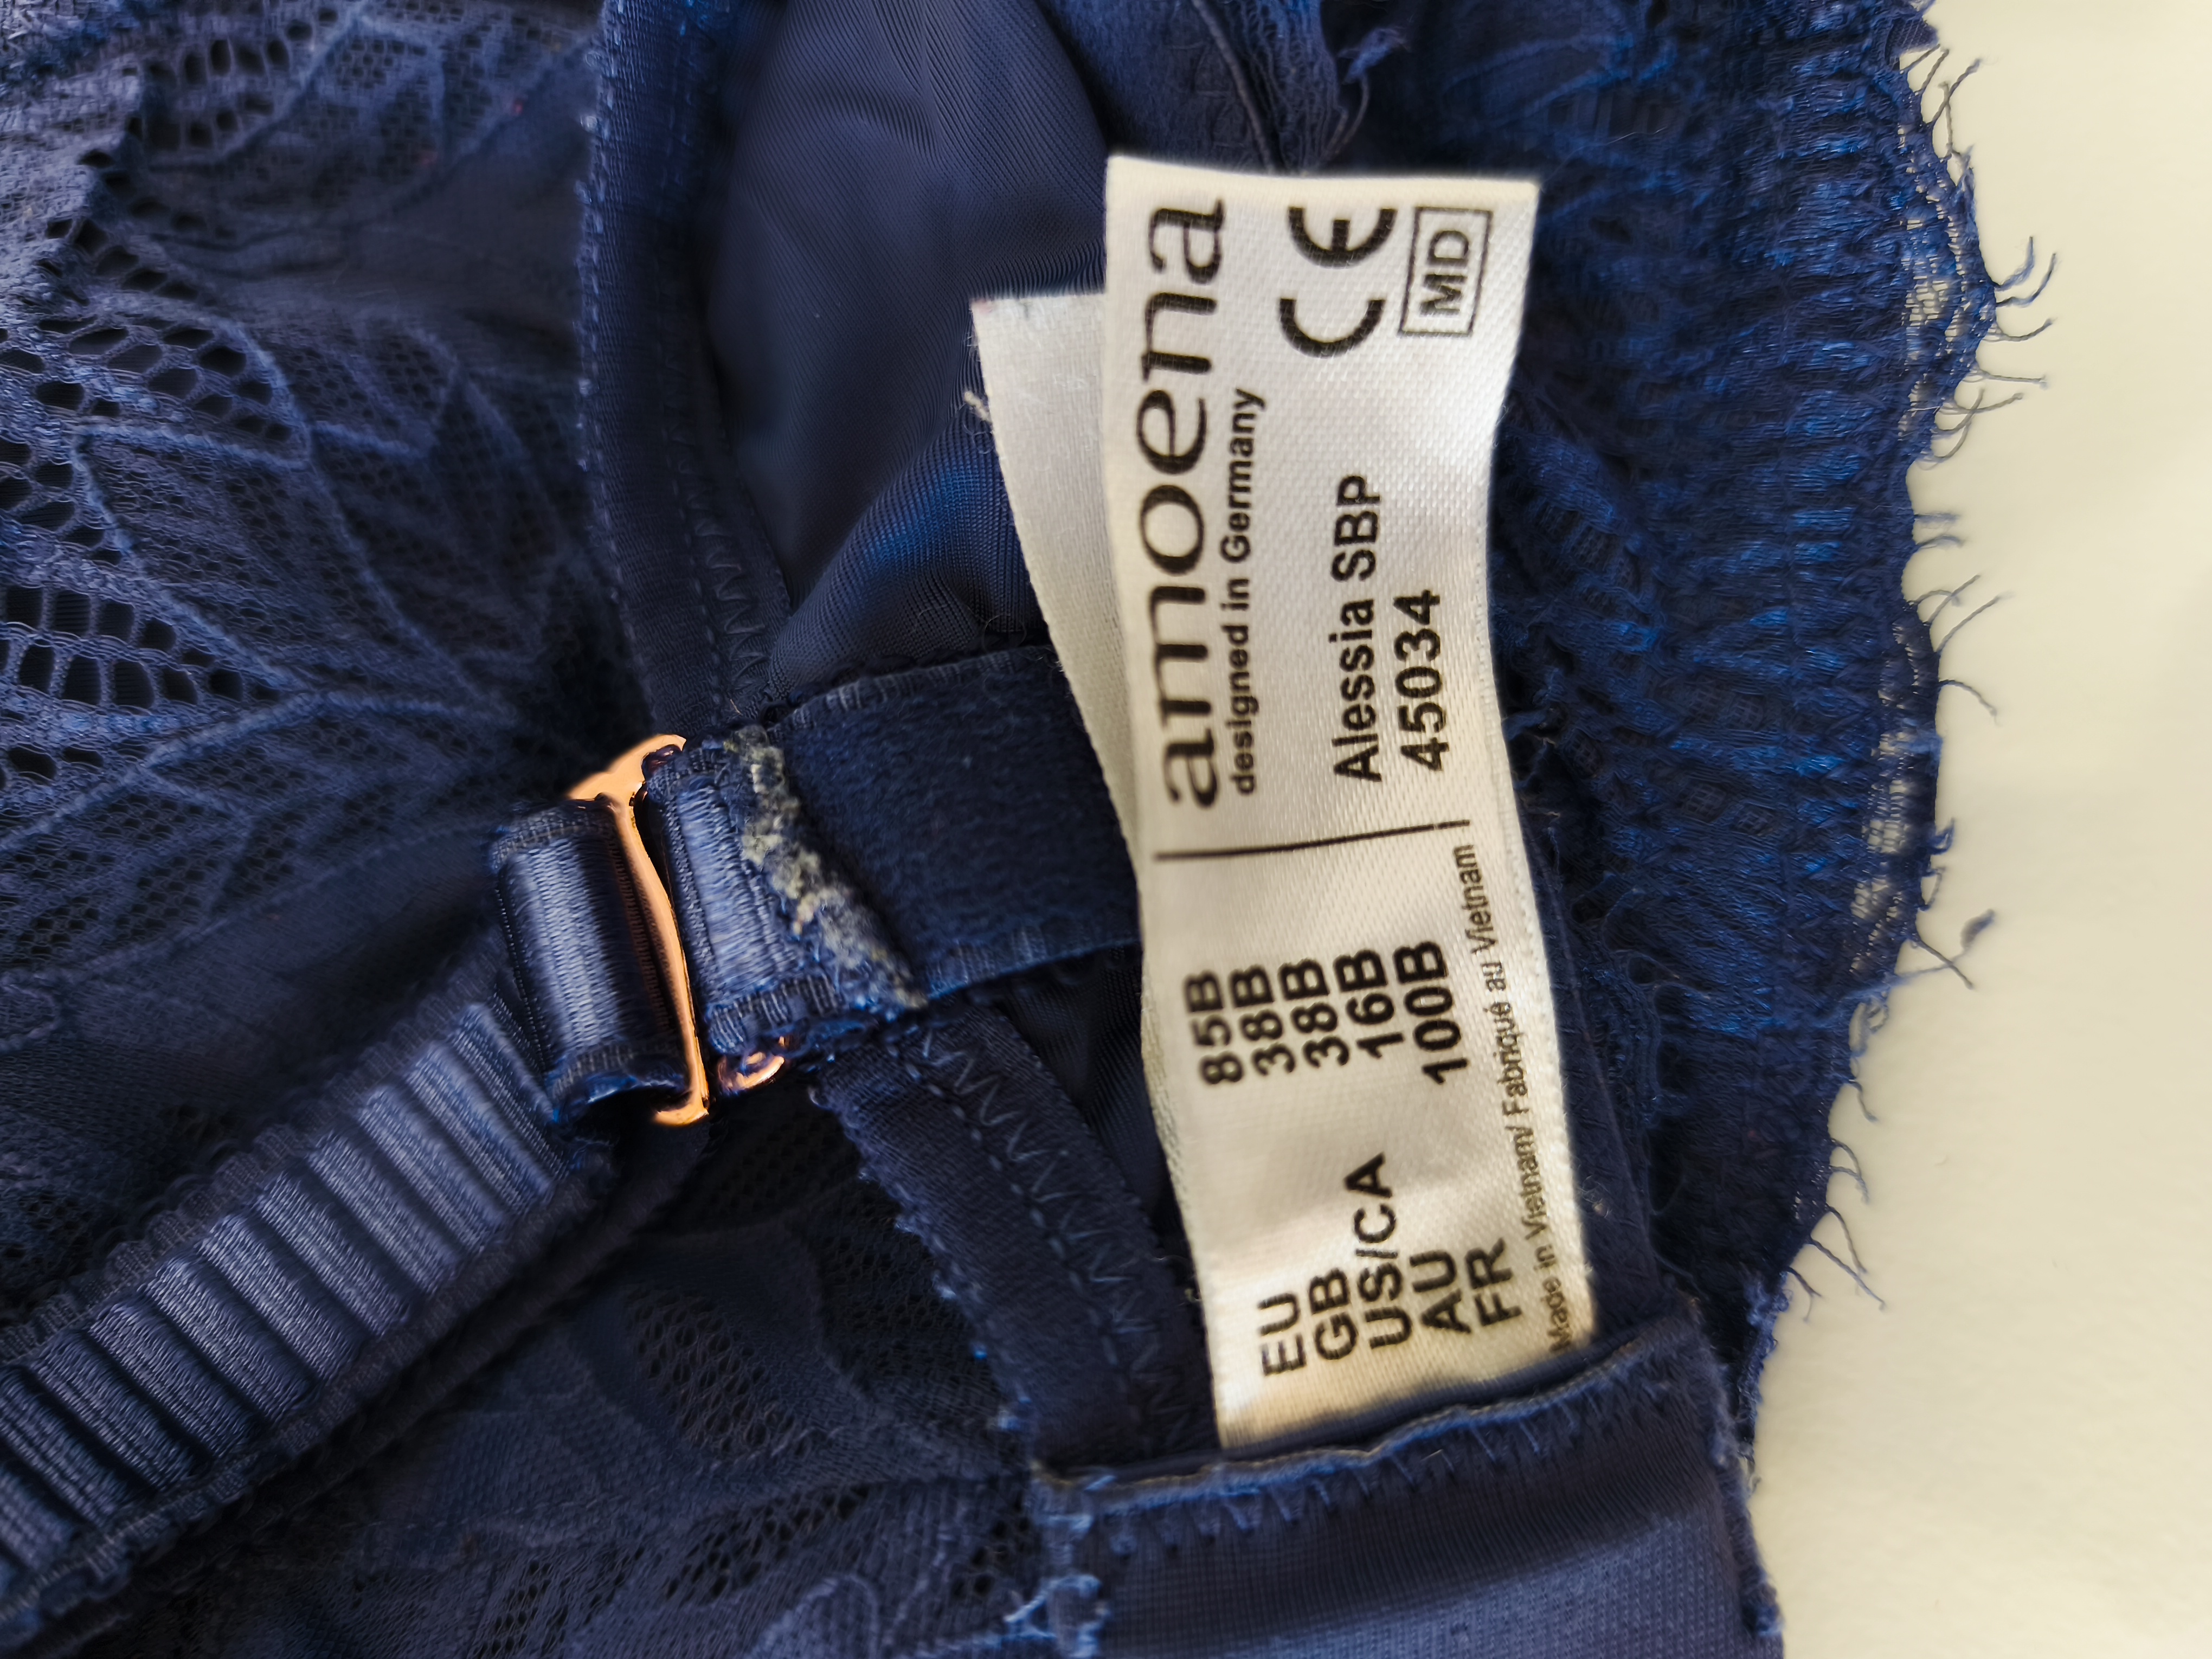 amoena
designed in Germany
CE
MD
Alessia SBP
45034
EU 85B
GB 38B
US/CA 38B
AU 16B
FR 100B
Made in Vietnam/ Fabriqué au Vietnam